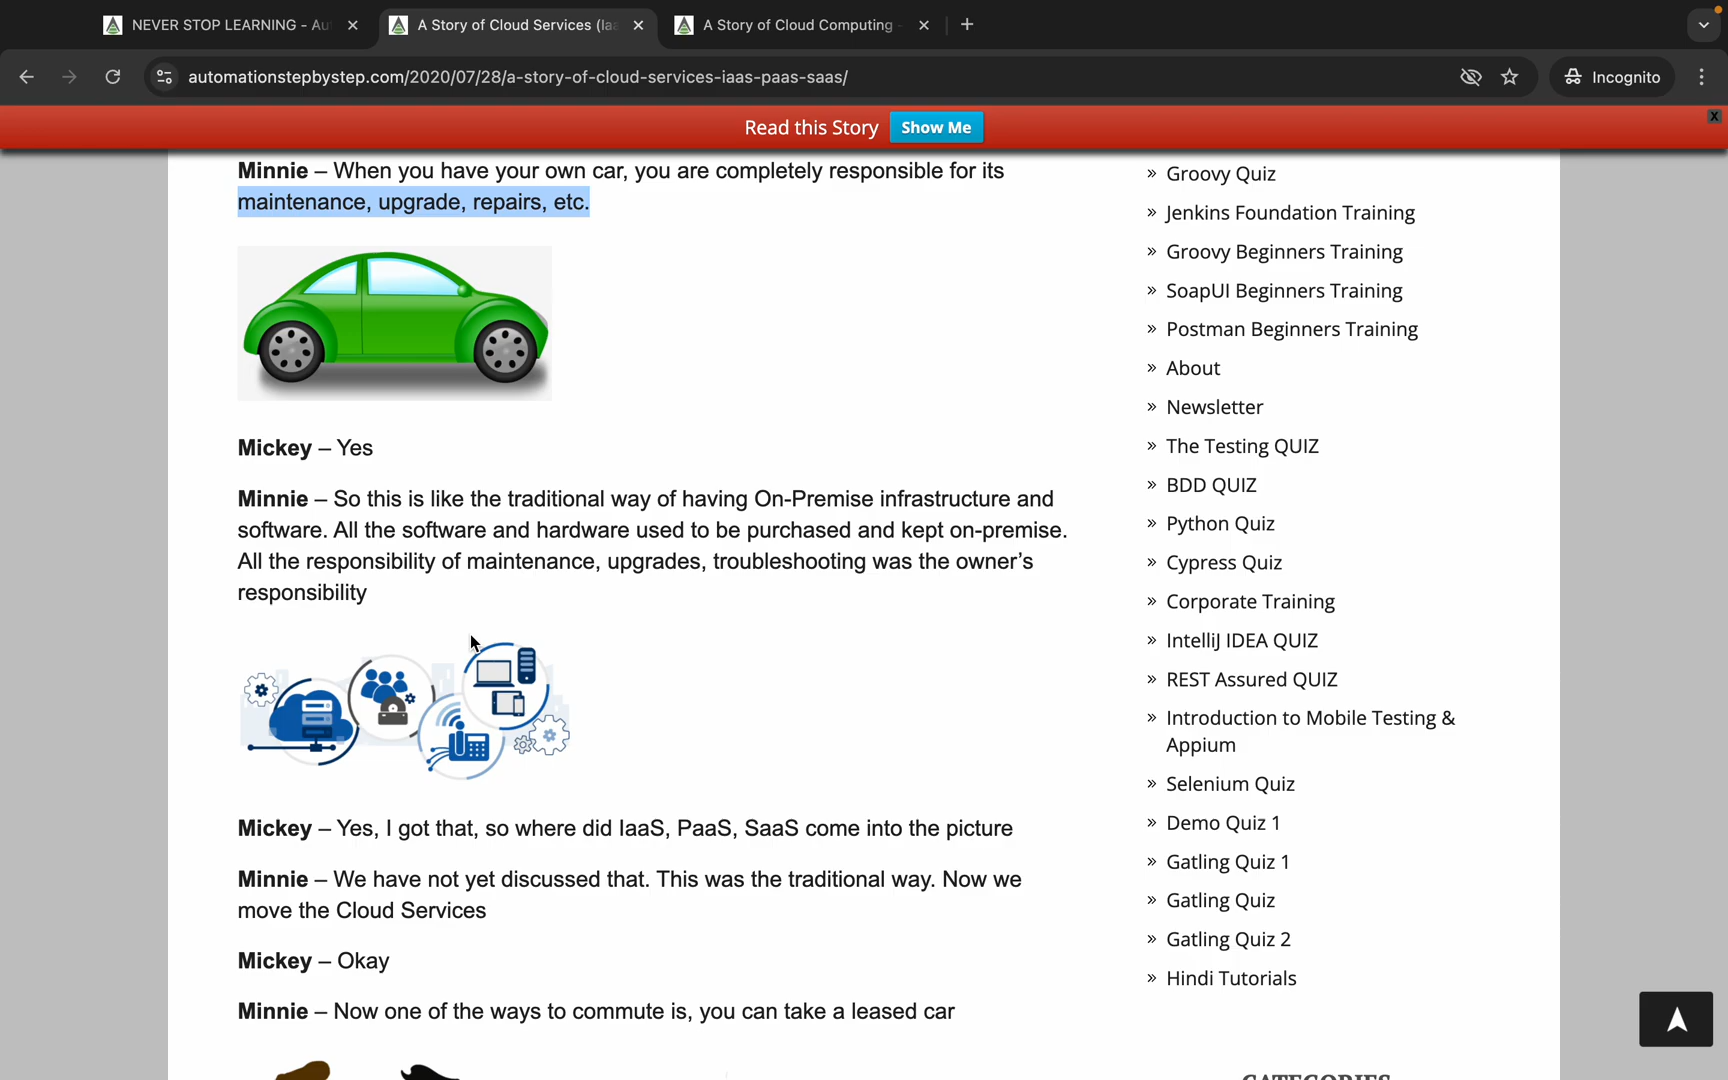 NEVER STOP LEARNING - Au
A Story of Cloud Services (Iaa
A Story of Cloud Computing -
automationstepbystep.com/2020/07/28/a-story-of-cloud-services-iaas-paas-saas/
Incognito
Read this Story Show Me
X
Minnie – When you have your own car, you are completely responsible for its
maintenance, upgrade, repairs, etc.
Mickey – Yes
Minnie – So this is like the traditional way of having On-Premise infrastructure and
software. All the software and hardware used to be purchased and kept on-premise.
All the responsibility of maintenance, upgrades, troubleshooting was the owner’s
responsibility
Mickey – Yes, I got that, so where did IaaS, PaaS, SaaS come into the picture
Minnie – We have not yet discussed that. This was the traditional way. Now we
move the Cloud Services
Mickey – Okay
Minnie – Now one of the ways to commute is, you can take a leased car
» Groovy Quiz
» Jenkins Foundation Training
» Groovy Beginners Training
» SoapUI Beginners Training
» Postman Beginners Training
» About
» Newsletter
» The Testing QUIZ
» BDD QUIZ
» Python Quiz
» Cypress Quiz
» Corporate Training
» IntelliJ IDEA QUIZ
» REST Assured QUIZ
» Introduction to Mobile Testing &
Appium
» Selenium Quiz
» Demo Quiz 1
» Gatling Quiz 1
» Gatling Quiz
» Gatling Quiz 2
» Hindi Tutorials
CATEGORIES